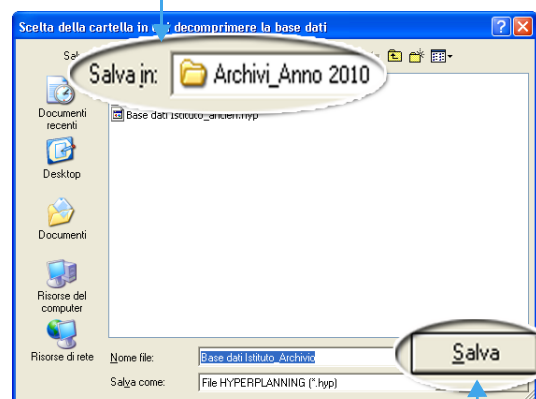 Scelta della cartella in cui decomprimere la base dati
Salva in: Archivi_Anno 2010
Documenti
recenti
Base dati Istituto_ancien.hyp
Desktop
Documenti
Risorse del
computer
Risorse di rete
Nome file: Base dati Istituto_Archivio
Salva
Salva come: File HYPERPLANNING (*.hyp)